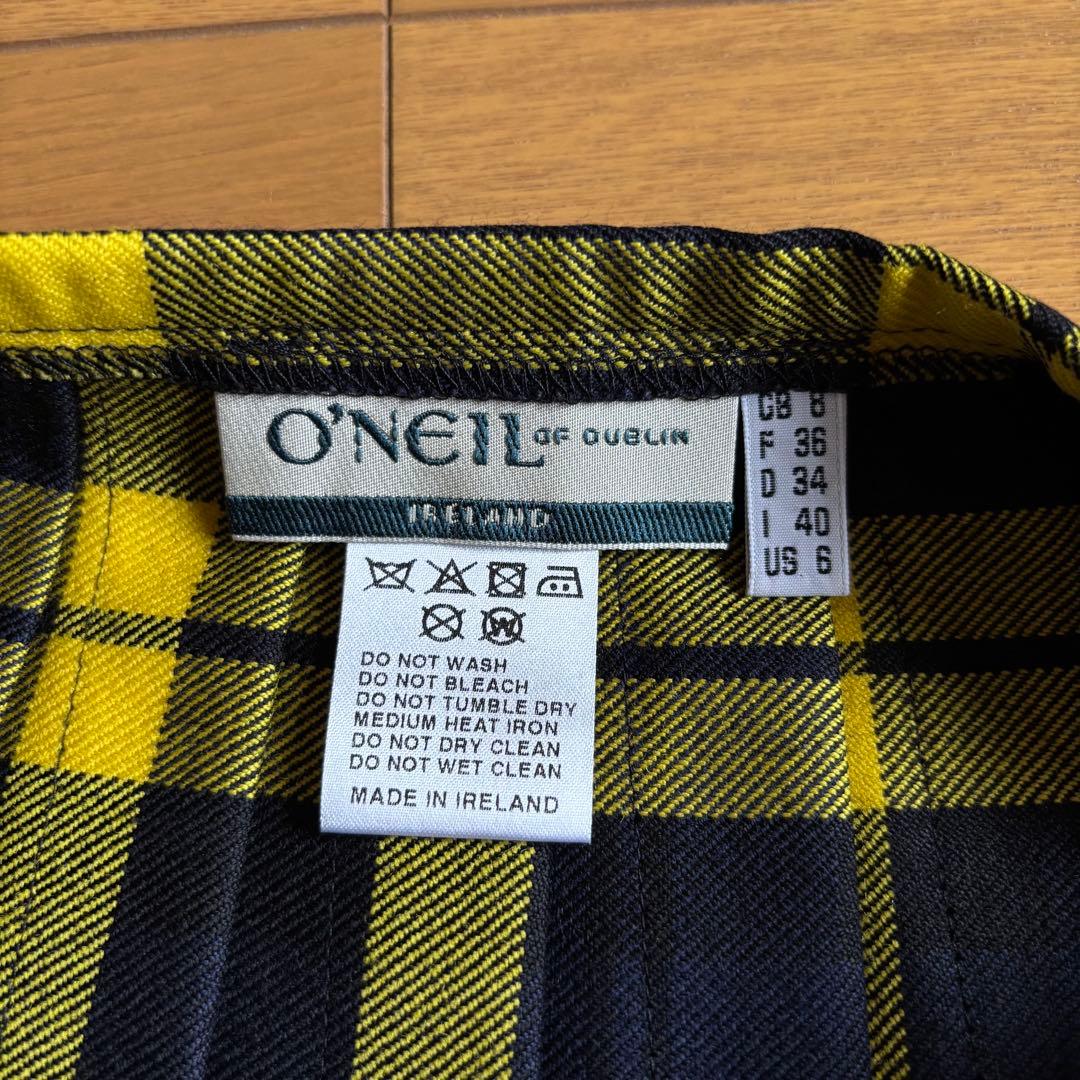 O'NEIL OF DUBLIN
IRELAND
GB 8
F 36
D 34
I 40
US 6
W
DO NOT WASH
DO NOT BLEACH
DO NOT TUMBLE DRY
MEDIUM HEAT IRON
DO NOT DRY CLEAN
DO NOT WET CLEAN
MADE IN IRELAND